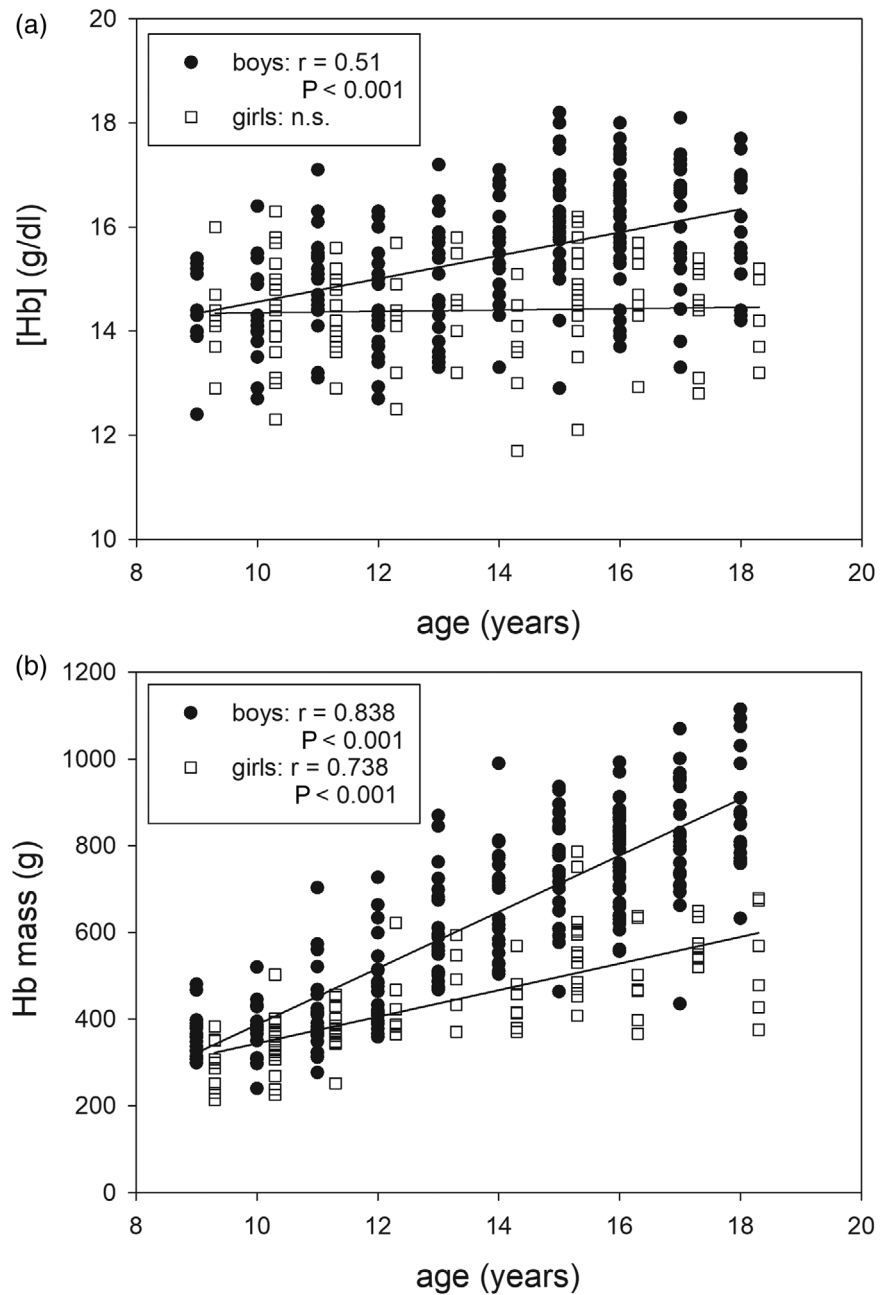 (a)
20
18
16
14
12
10
[Hb] (g/dl)
boys: r = 0.51
P < 0.001
girls: n.s.
8 10 12 14 16 18 20
age (years)
(b)
1200
1000
800
600
400
200
0
Hb mass (g)
boys: r = 0.838
P < 0.001
girls: r = 0.738
P < 0.001
8 10 12 14 16 18 20
age (years)